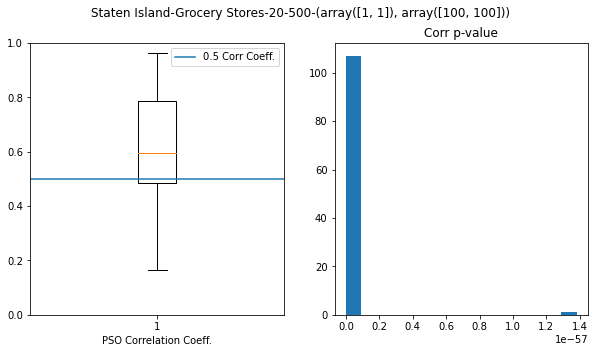 Staten Island-Grocery Stores-20-500-(array([1, 1]), array([100, 100]))
0.5 Corr Coeff.
1.0
0.8
0.6
0.4
0.2
0.0
1
PSO Correlation Coeff.
Corr p-value
100
80
60
40
20
0
0.0 0.2 0.4 0.6 0.8 1.0 1.2 1.4
1e−57